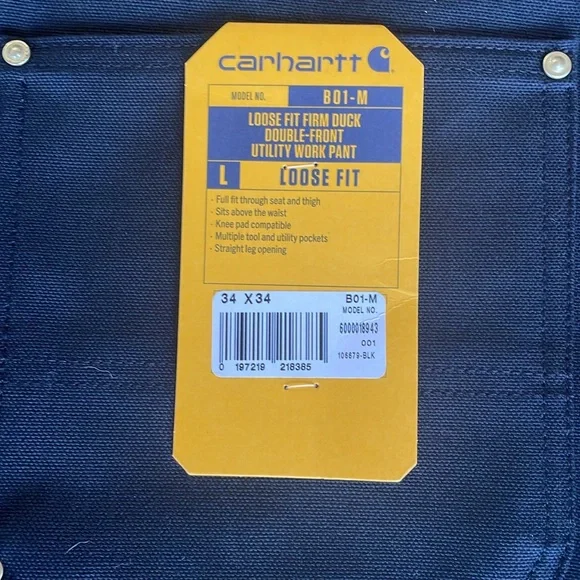 carhartt
MODEL NO. B01-M
LOOSE FIT FIRM DUCK
DOUBLE-FRONT
UTILITY WORK PANT
L LOOSE FIT
- Full fit through seat and thigh
- Sits above the waist
- Knee pad compatible
- Multiple tool and utility pockets
- Straight leg opening
34 X 34 B01-M
MODEL NO.
6000018943
001
106679-BLK
0 197219 218385